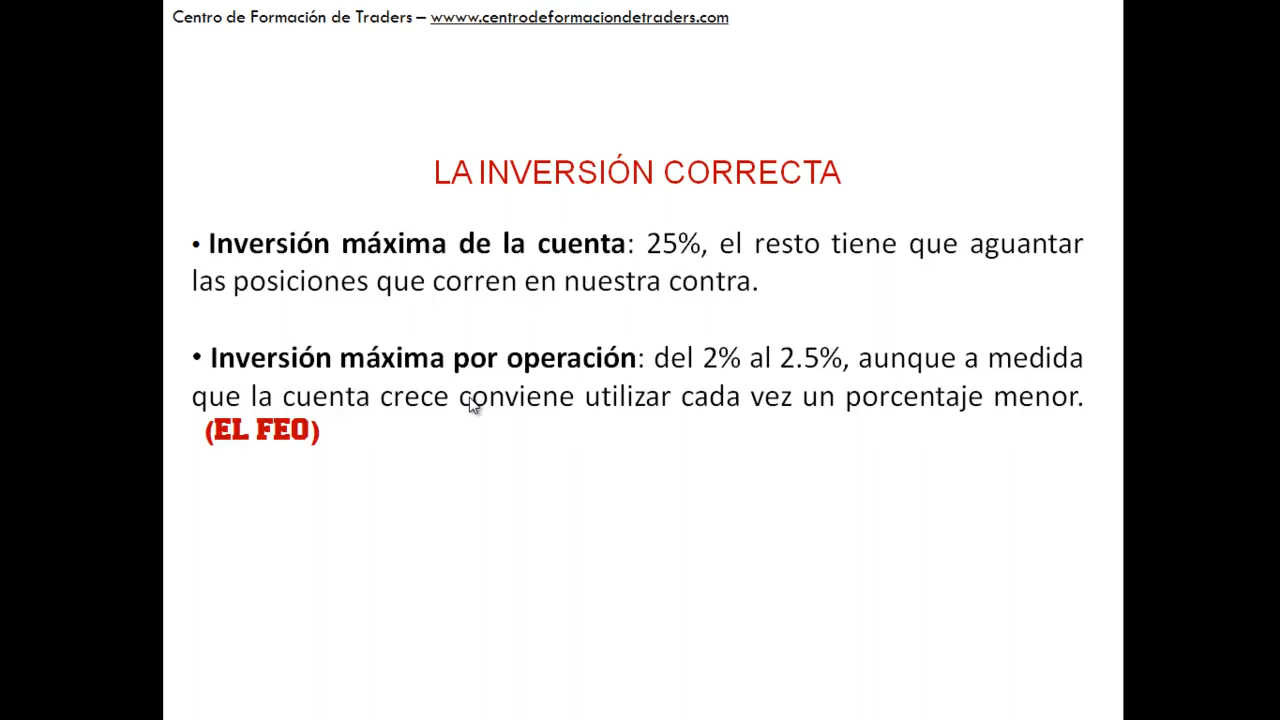 Centro de Formación de Traders – wwww.centrodeformaciondetraders.com
LA INVERSIÓN CORRECTA
• Inversión máxima de la cuenta: 25%, el resto tiene que aguantar
las posiciones que corren en nuestra contra.
• Inversión máxima por operación: del 2% al 2.5%, aunque a medida
que la cuenta crece conviene utilizar cada vez un porcentaje menor.
(EL FEO)